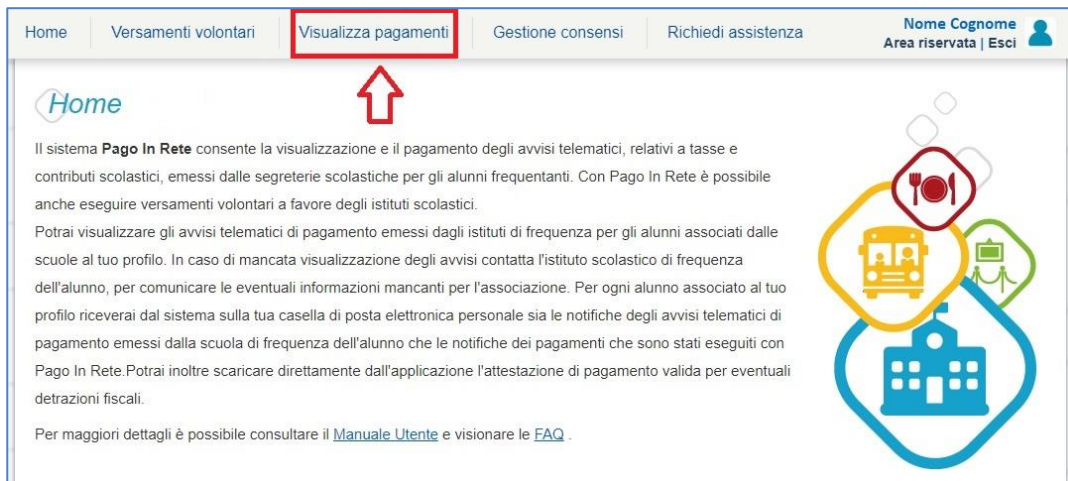 Home
Versamenti volontari
Visualizza pagamenti
Gestione consensi
Richiedi assistenza
Nome Cognome
Area riservata | Esci
Home
Il sistema Pago In Rete consente la visualizzazione e il pagamento degli avvisi telematici, relativi a tasse e
contributi scolastici, emessi dalle segreterie scolastiche per gli alunni frequentanti. Con Pago In Rete è possibile
anche eseguire versamenti volontari a favore degli istituti scolastici.
Potrai visualizzare gli avvisi telematici di pagamento emessi dagli istituti di frequenza per gli alunni associati dalle
scuole al tuo profilo. In caso di mancata visualizzazione degli avvisi contatta l'istituto scolastico di frequenza
dell'alunno, per comunicare le eventuali informazioni mancanti per l'associazione. Per ogni alunno associato al tuo
profilo riceverai dal sistema sulla tua casella di posta elettronica personale sia le notifiche degli avvisi telematici di
pagamento emessi dalla scuola di frequenza dell'alunno che le notifiche dei pagamenti che sono stati eseguiti con
Pago In Rete.Potrai inoltre scaricare direttamente dall'applicazione l'attestazione di pagamento valida per eventuali
detrazioni fiscali.
Per maggiori dettagli è possibile consultare il Manuale Utente e visionare le FAQ .